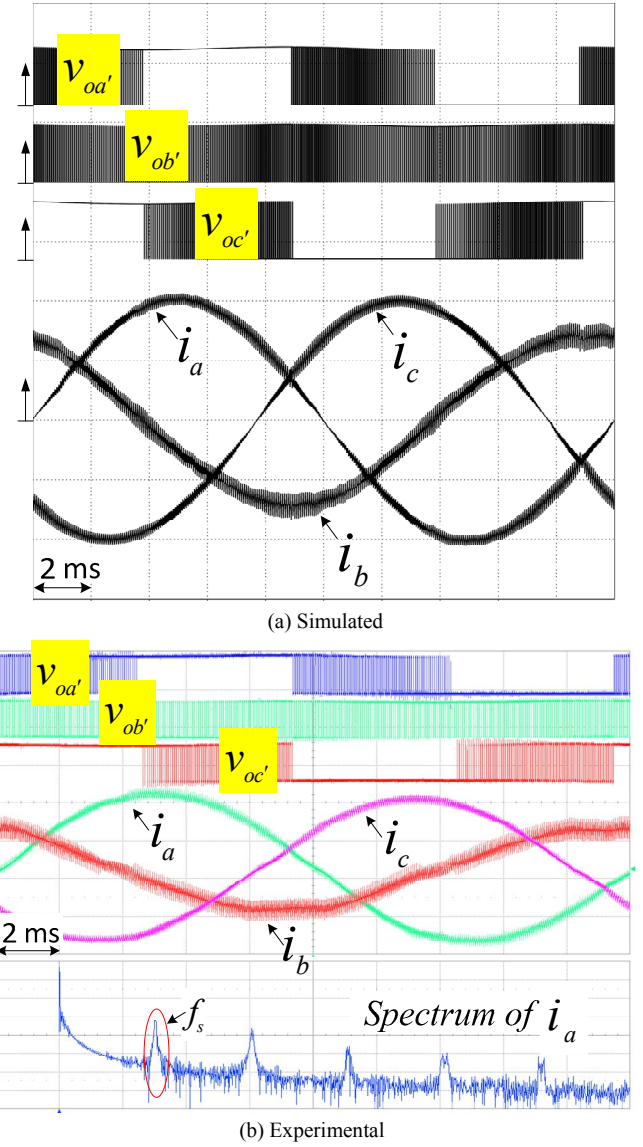 v_oa'
v_ob'
v_oc'
i_a
i_c
i_b
2 ms
(a) Simulated
v_oa'
v_ob'
v_oc'
i_a
i_c
i_b
2 ms
f_s
Spectrum of i_a
(b) Experimental